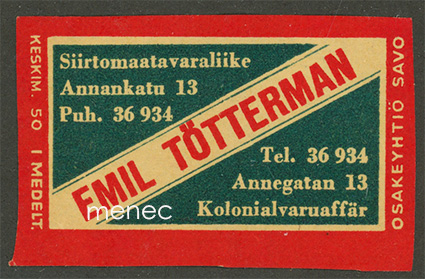 KESKIM. 50 I MEDELT.
Siirtomaatavaraliike
Annankatu 13
Puh. 36 934
EMIL TÖTTERMAN
Tel. 36 934
Annegatan 13
Kolonialvaruaffär
OSAKEYHTIÖ SAVO
menec